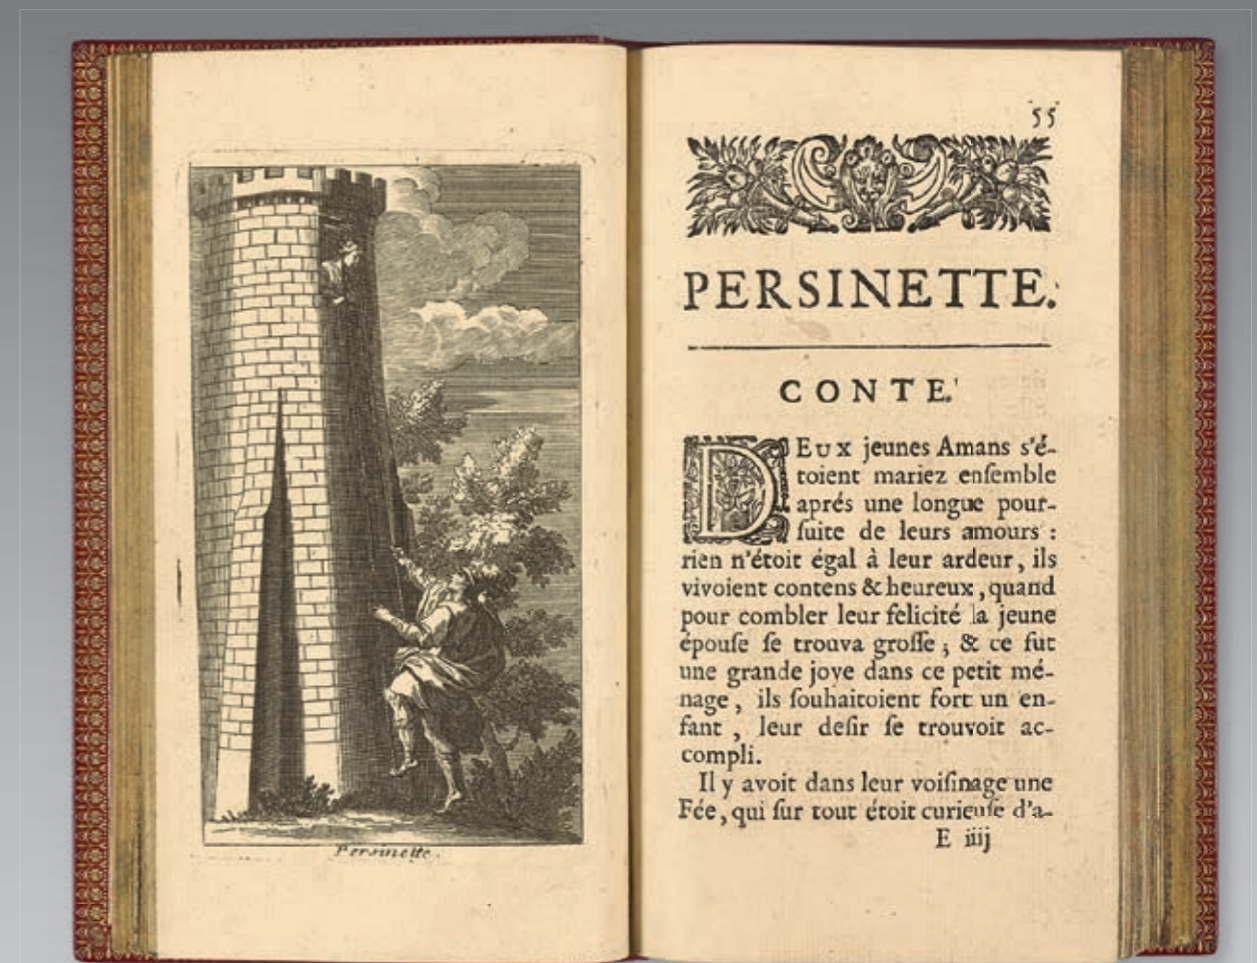 Persinette.
55
PERSINETTE.
CONTE.
DEUX jeunes Amans s'é-
toient mariez enſemble
aprés une longue pour-
ſuite de leurs amours :
rien n'étoit égal à leur ardeur, ils
vivoient contens & heureux, quand
pour combler leur felicité la jeune
épouſe ſe trouva groſſe ; & ce fut
une grande joye dans ce petit mé-
nage, ils ſouhaitoient fort un en-
fant, leur deſir ſe trouvoit ac-
compli.
Il y avoit dans leur voiſinage une
Fée, qui ſur tout étoit curieuſe d'a-
E iiij